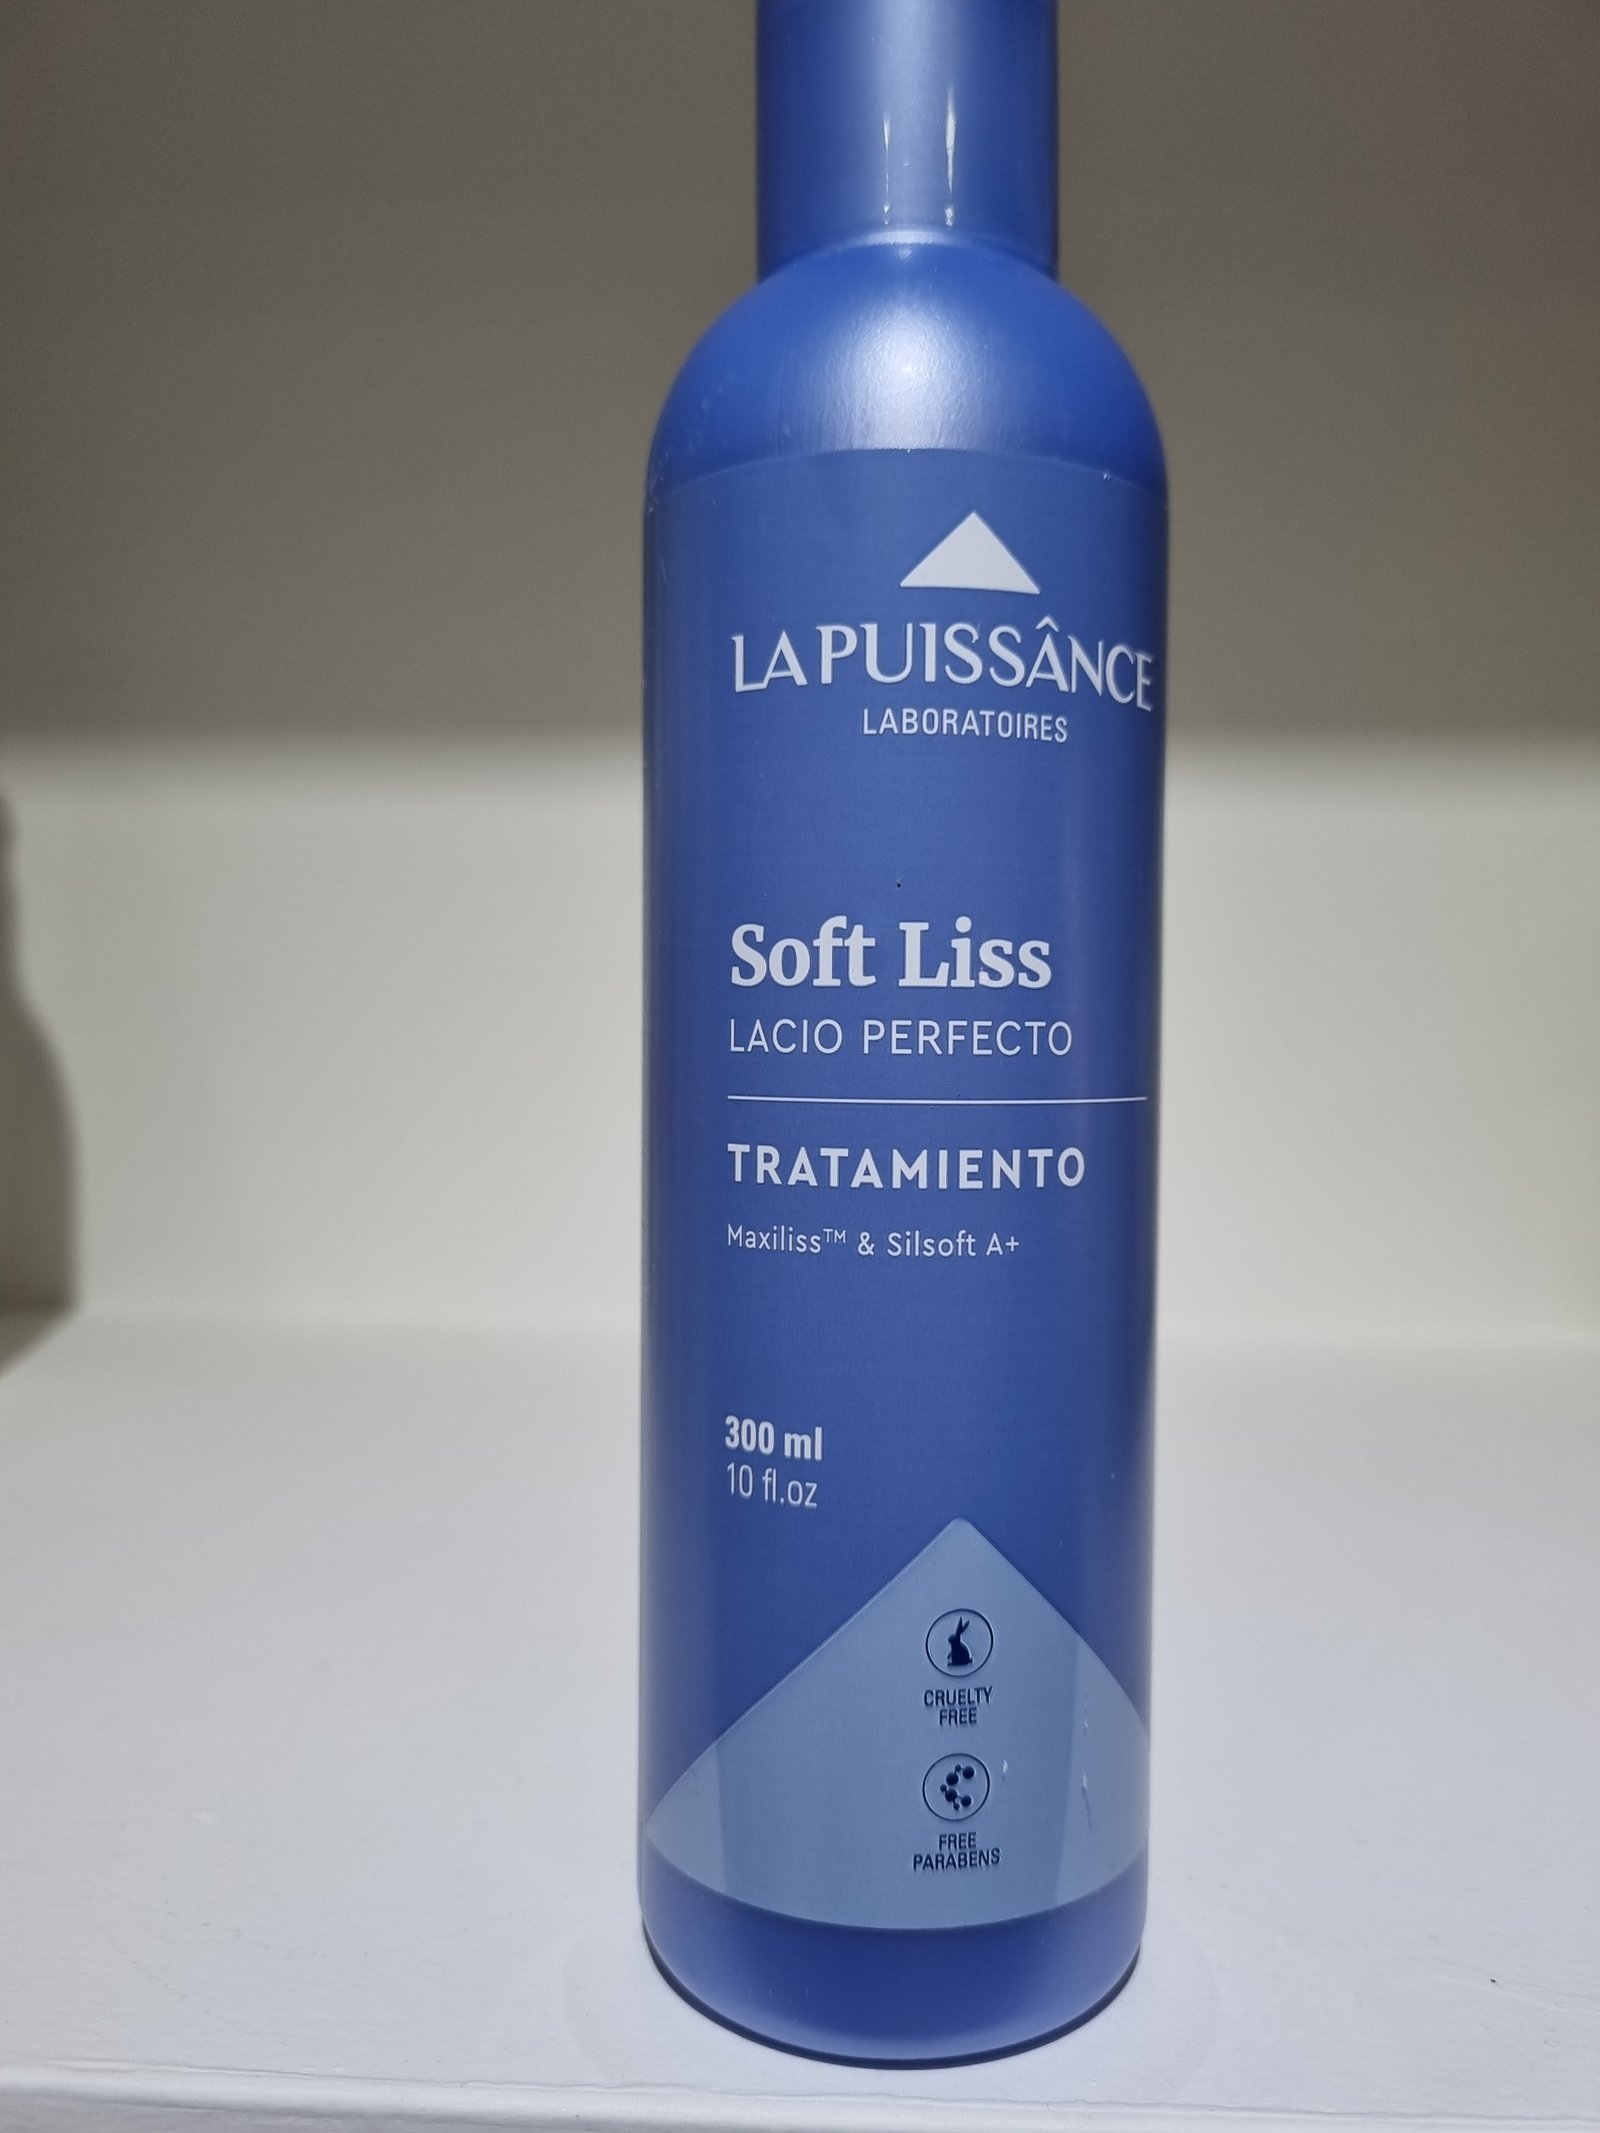 LA PUISSÂNCE
LABORATOIRES
Soft Liss
LACIO PERFECTO
TRATAMIENTO
Maxiliss™ & Silsoft A+
300 ml
10 fl.oz
CRUELTY
FREE
FREE
PARABENS